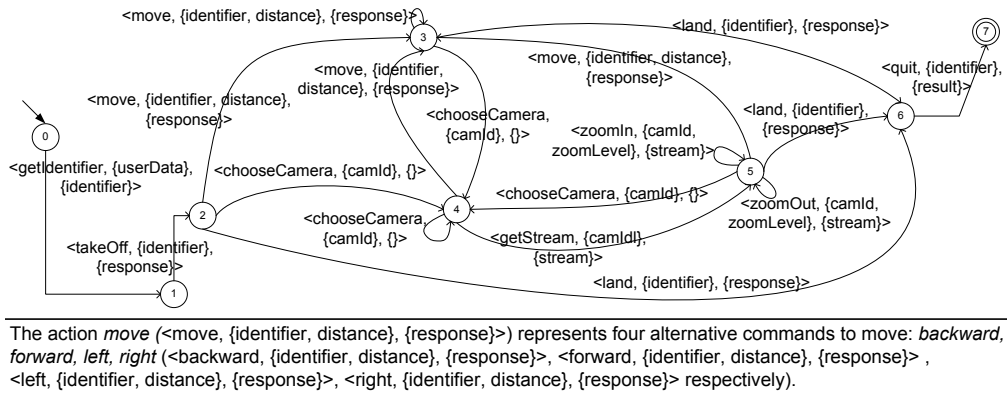 <move, {identifier, distance}, {response}>
3
<land, {identifier}, {response}>
7
<move, {identifier,
distance}, {response}>
<move, {identifier, distance},
{response}>
<quit, {identifier},
{result}>
<move, {identifier, distance},
{response}>
<chooseCamera,
{camId}, {}>
<land, {identifier},
{response}>
6
0
<zoomIn, {camId,
zoomLevel}, {stream}>
<getIdentifier, {userData},
{identifier}>
<chooseCamera, {camId}, {}>
5
<chooseCamera, {camId}, {}>
2
4
<chooseCamera,
{camId}, {}>
<zoomOut, {camId,
zoomLevel}, {stream}>
<getStream, {camIdl},
{stream}>
<takeOff, {identifier},
{response}>
<land, {identifier}, {response}>
1
The action move (<move, {identifier, distance}, {response}>) represents four alternative commands to move: backward,
forward, left, right (<backward, {identifier, distance}, {response}>, <forward, {identifier, distance}, {response}> ,
<left, {identifier, distance}, {response}>, <right, {identifier, distance}, {response}> respectively).